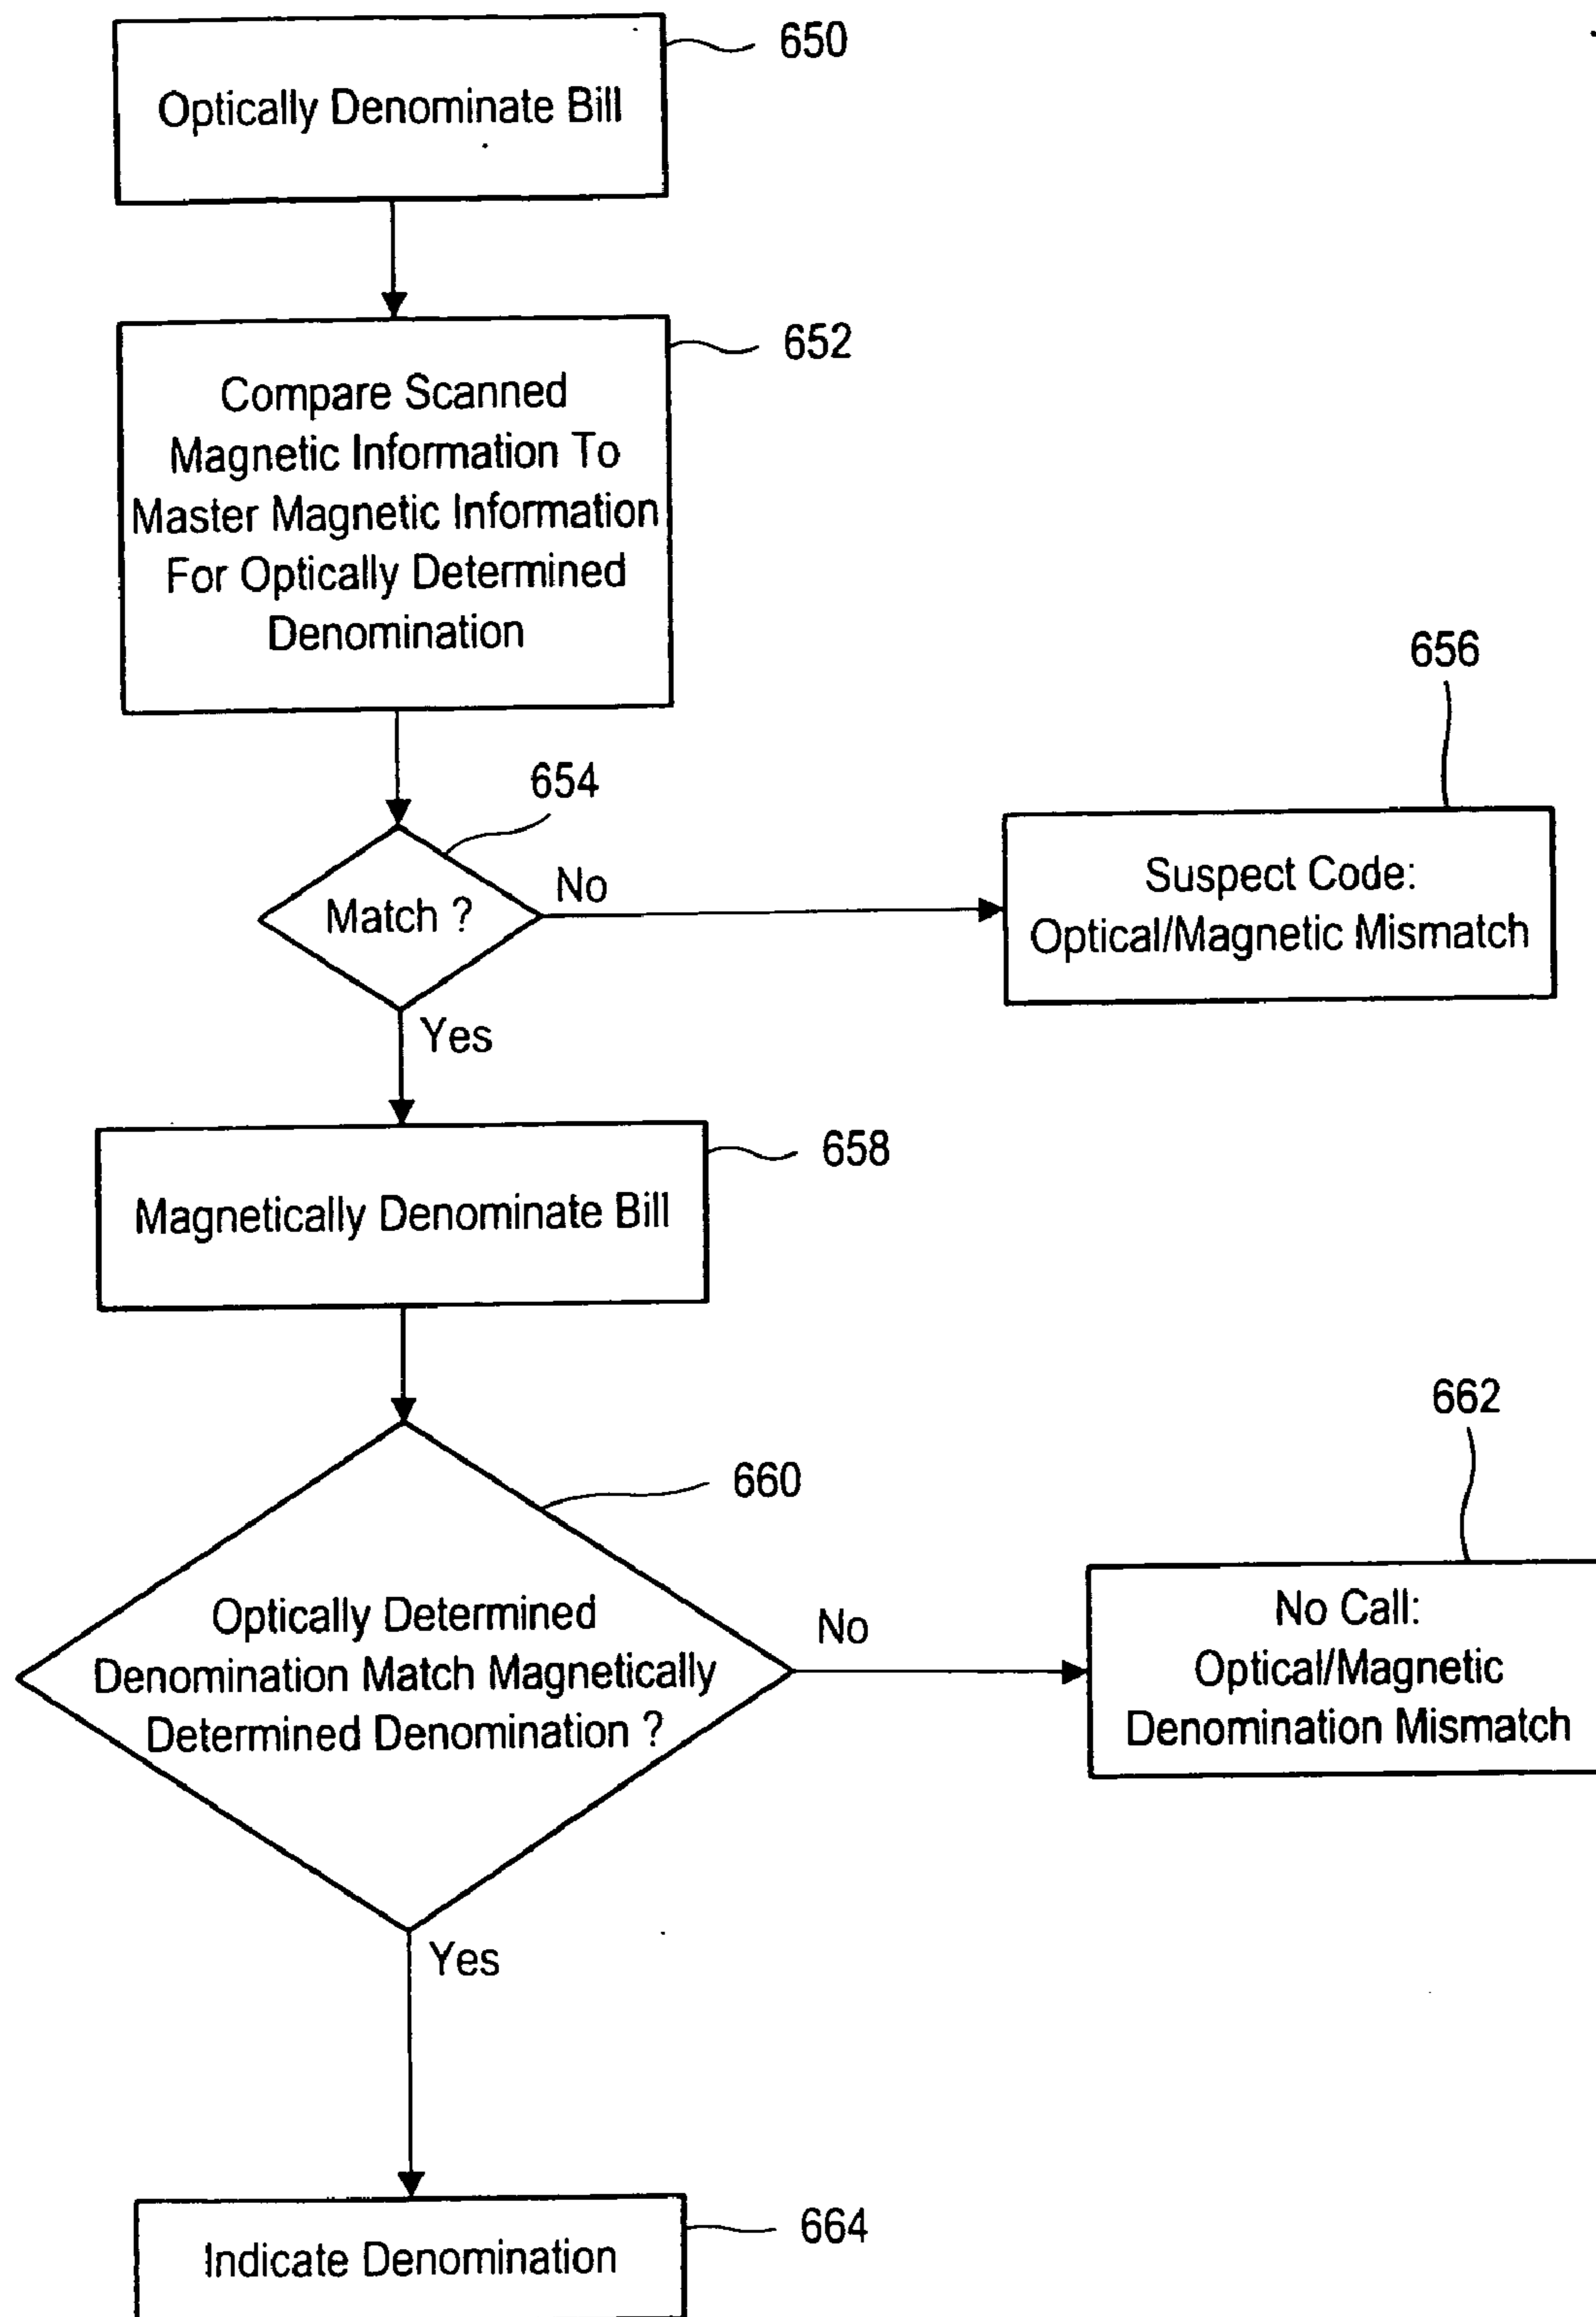 650
Optically Denominate Bill
652
Compare Scanned
Magnetic Information To
Master Magnetic Information
For Optically Determined
Denomination
654
Match ?
No
656
Suspect Code:
Optical/Magnetic Mismatch
Yes
658
Magnetically Denominate Bill
660
Optically Determined
Denomination Match Magnetically
Determined Denomination ?
No
662
No Call:
Optical/Magnetic
Denomination Mismatch
Yes
664
Indicate Denomination